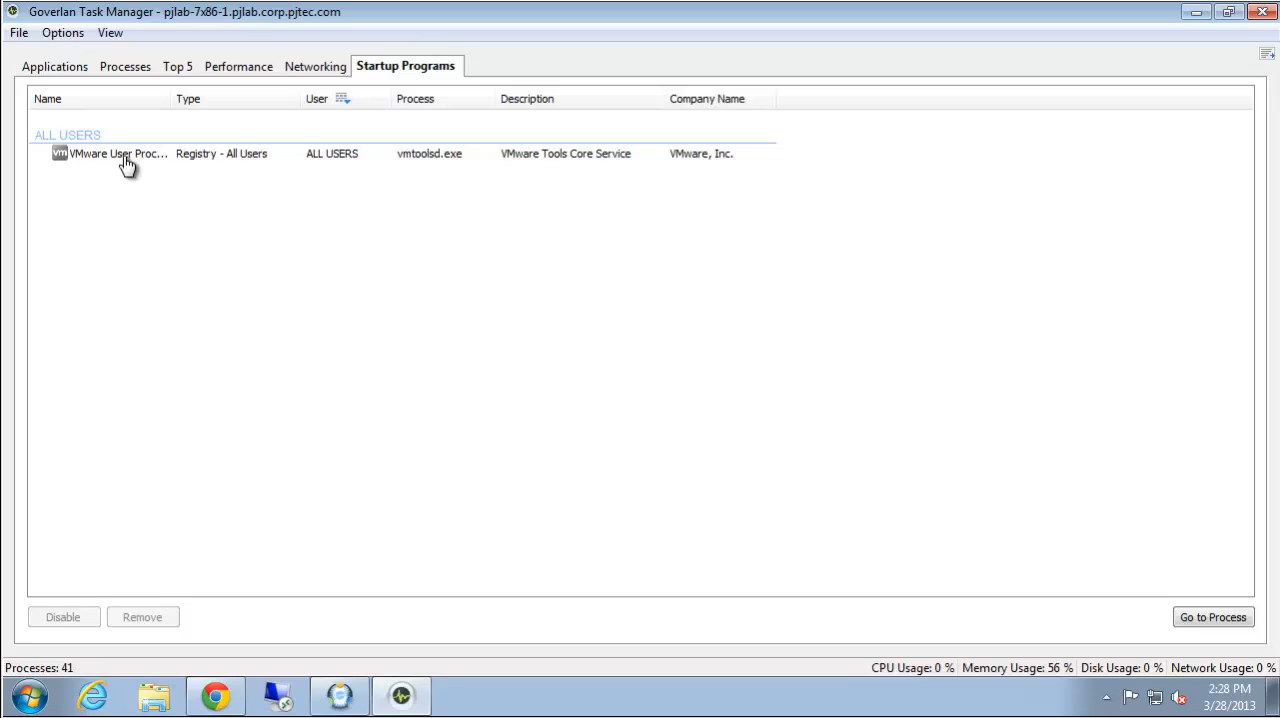 Goverlan Task Manager - pjlab-7x86-1.pjlab.corp.pjtec.com
File Options View
Applications Processes Top 5 Performance Networking Startup Programs
Name Type User Process Description Company Name
ALL USERS
vm VMware User Proc... Registry - All Users ALL USERS vmtoolsd.exe VMware Tools Core Service VMware, Inc.
Disable Remove Go to Process
Processes: 41 CPU Usage: 0 % Memory Usage: 56 % Disk Usage: 0 % Network Usage: 0 %
2:28 PM
3/28/2013